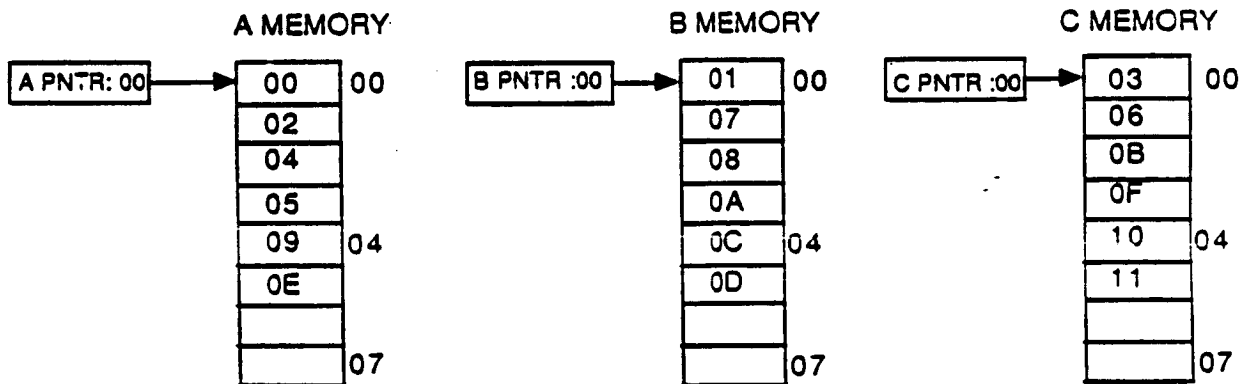 A MEMORY B MEMORY C MEMORY
A PNTR: 00 00 00 B PNTR :00 01 00 C PNTR :00 03 00
02 07 06
04 08 0B
05 0A 0F
09 04 0C 04 10 04
0E 0D 11
07 07 07